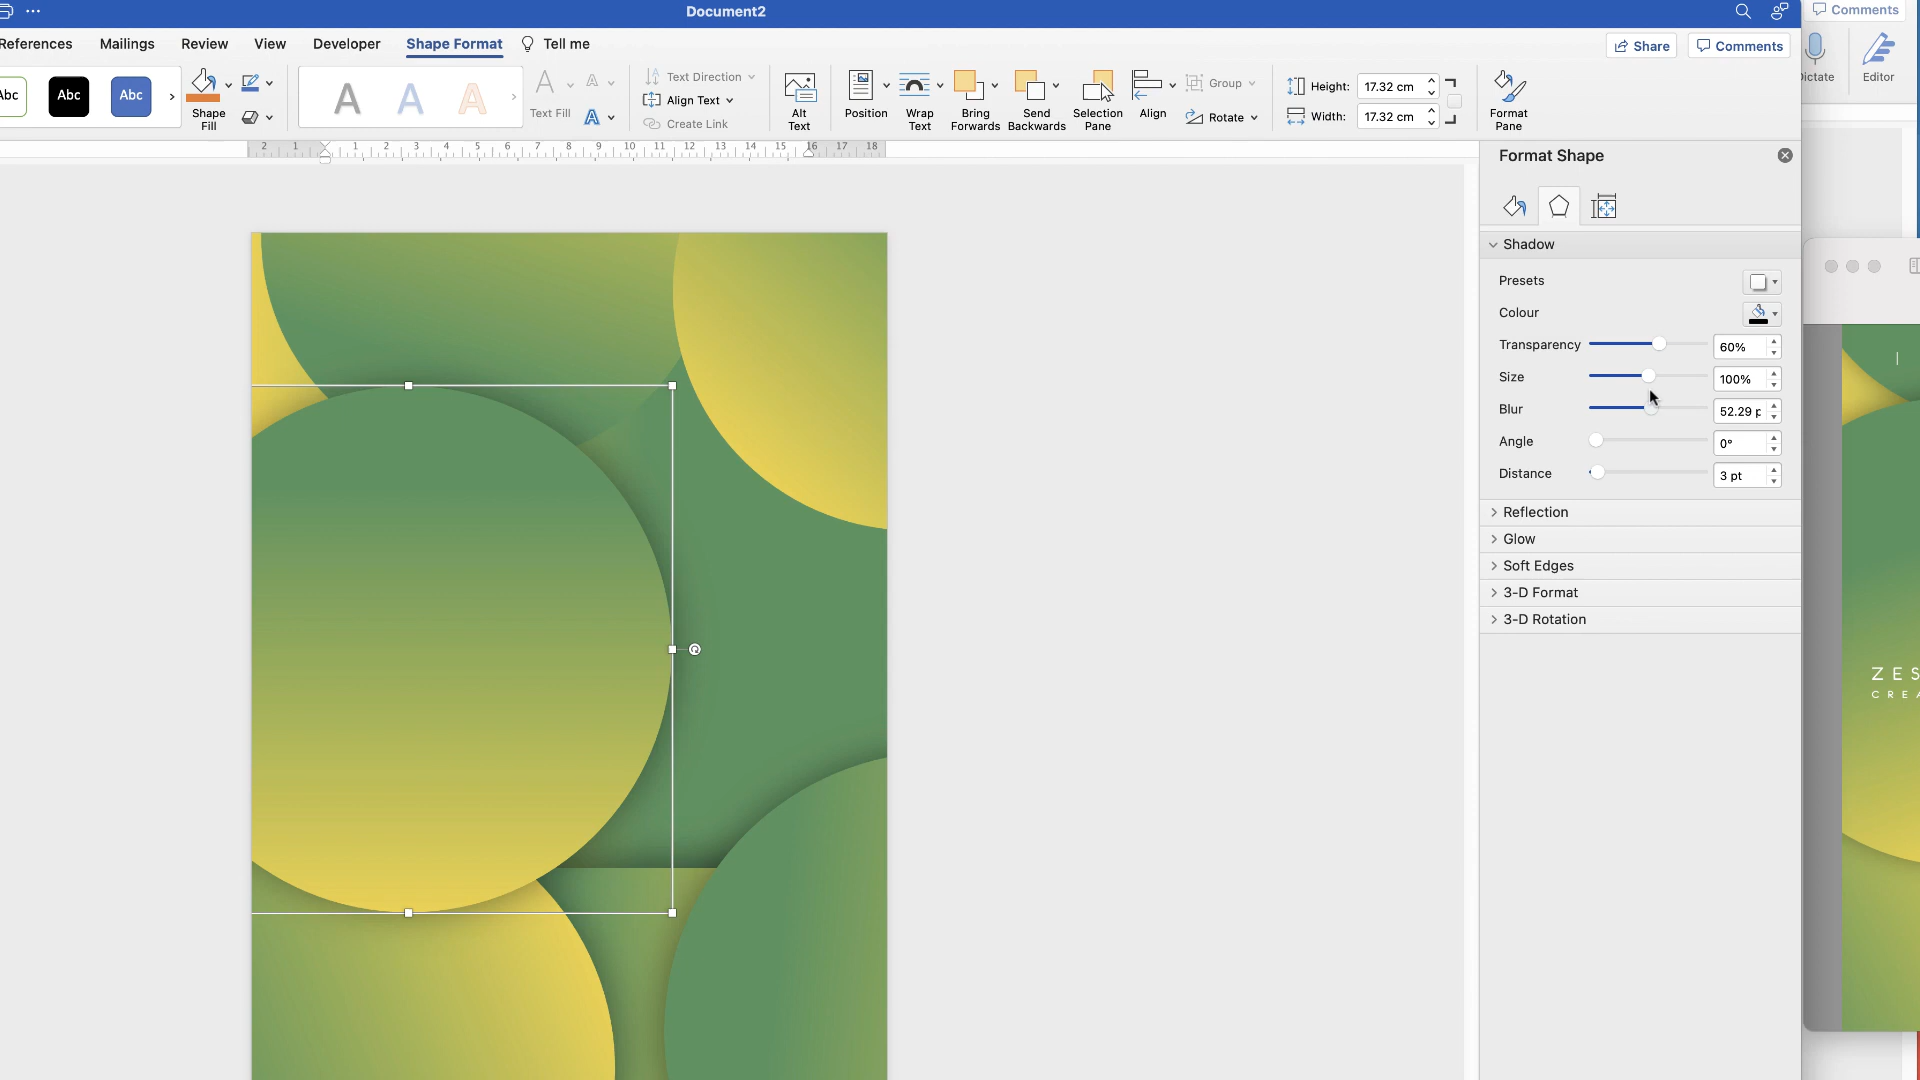 Document2
Comments
References Mailings Review View Developer Shape Format Tell me
Share Comments
Abc Abc Abc
Shape Fill
Text Fill
Text Direction
Align Text
Create Link
Alt Text
Position
Wrap Text
Bring Forwards
Send Backwards
Selection Pane
Align
Group
Rotate
Height: 17.32 cm
Width: 17.32 cm
Format Pane
Dictate
Editor
2 1 1 2 3 4 5 6 7 8 9 10 11 12 13 14 15 16 17 18
Format Shape
Shadow
Presets
Colour
Transparency 60%
Size 100%
Blur 52.29 p
Angle 0°
Distance 3 pt
Reflection
Glow
Soft Edges
3-D Format
3-D Rotation
ZES
CREA